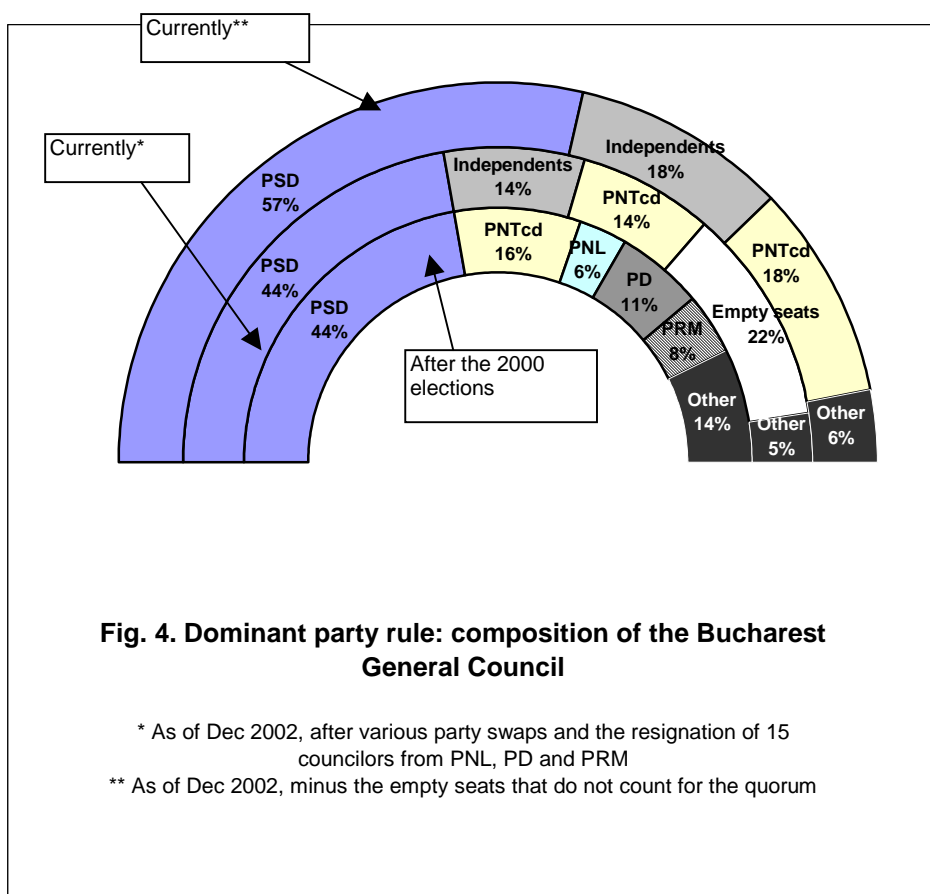 Currently**
Currently*
PSD
57%
Independents
18%
PNTcd
18%
Other
6%
PSD
44%
Independents
14%
PNTcd
14%
Empty seats
22%
Other
5%
PSD
44%
PNTcd
16%
PNL
6%
PD
11%
PRM
8%
Other
14%
After the 2000
elections
Fig. 4. Dominant party rule: composition of the Bucharest
General Council
* As of Dec 2002, after various party swaps and the resignation of 15
councilors from PNL, PD and PRM
** As of Dec 2002, minus the empty seats that do not count for the quorum